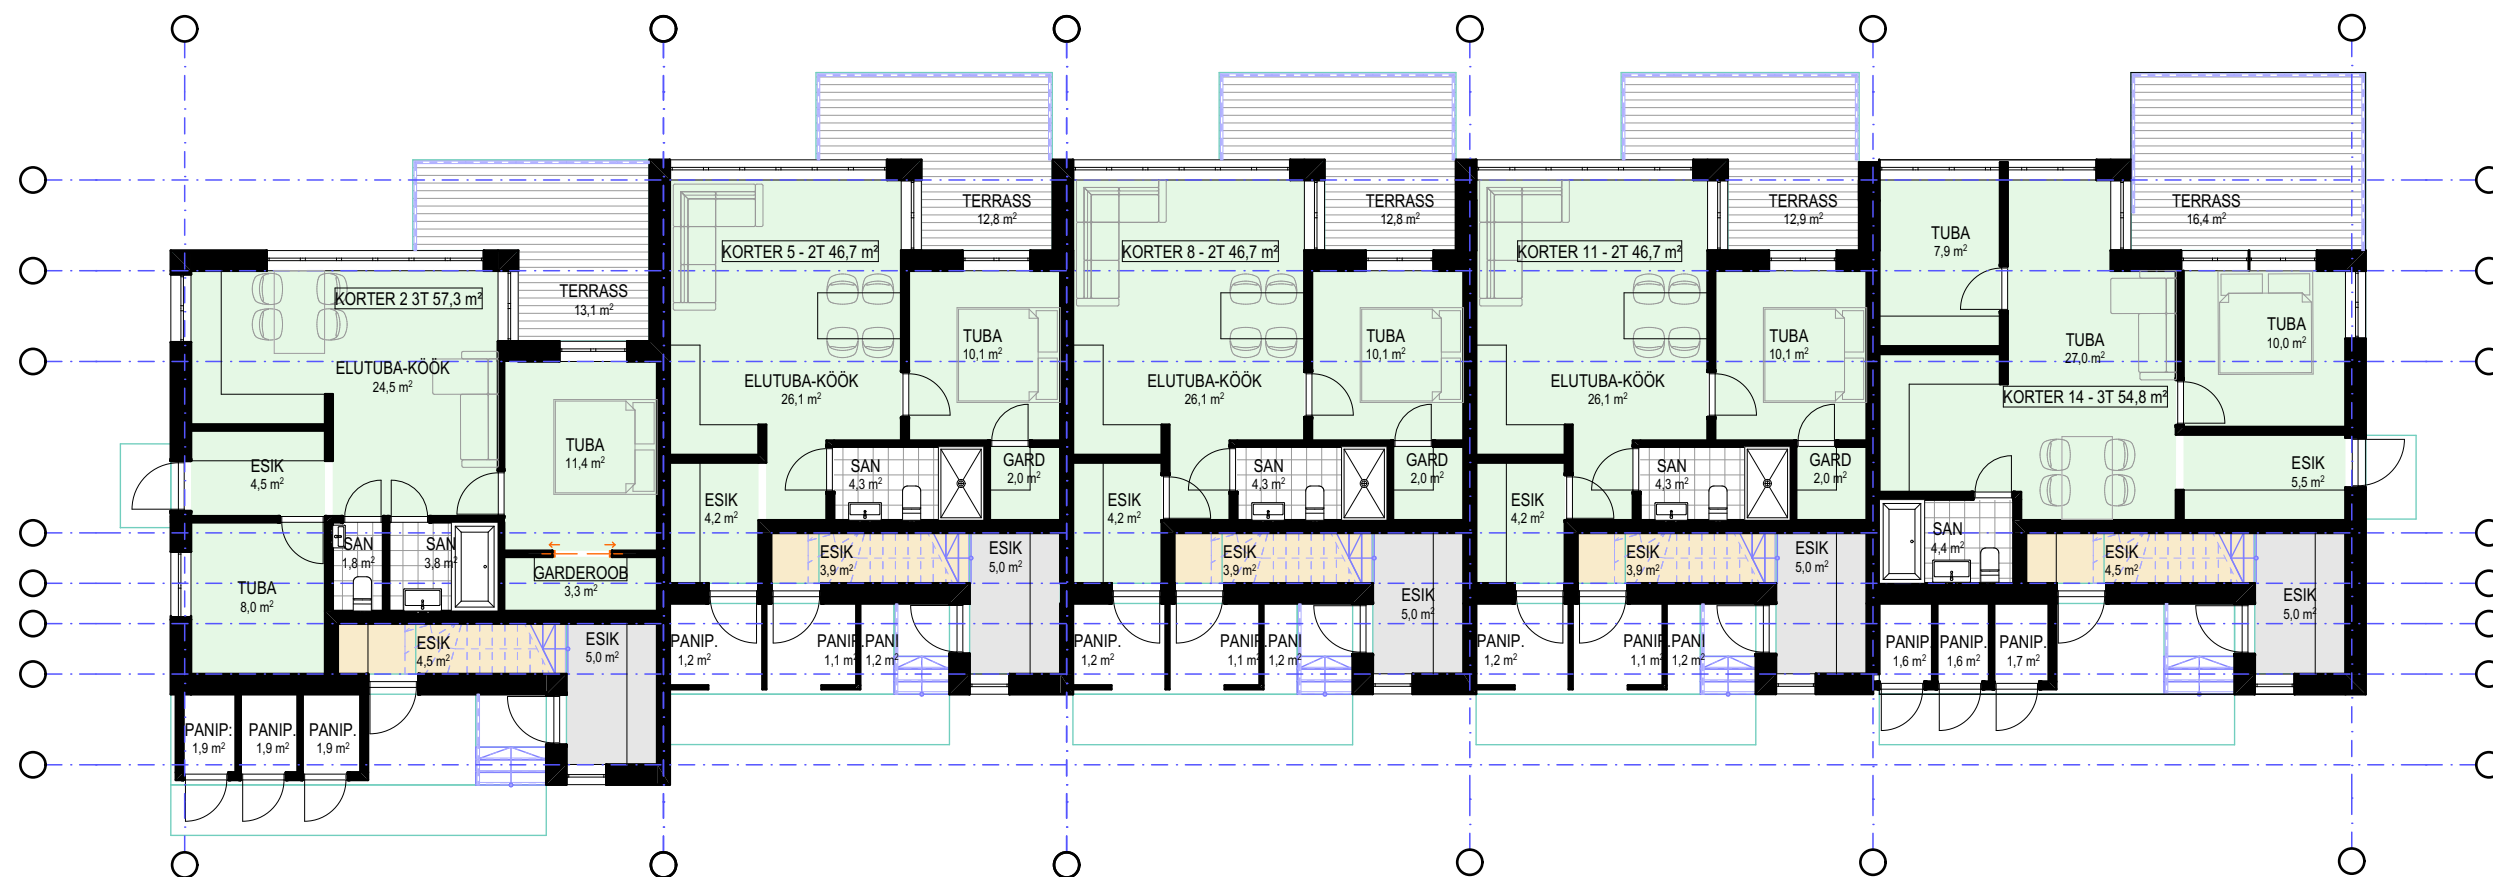 KORTER 2 3T 57,3 m²
TERRASS
13,1 m²
ELUTUBA-KÖÖK
24,5 m²
TUBA
11,4 m²
ESIK
4,5 m²
SAN
1,8 m²
SAN
3,8 m²
GARDEROOB
3,3 m²
TUBA
8,0 m²
ESIK
4,5 m²
ESIK
5,0 m²
PANIP.
1,9 m²
PANIP.
1,9 m²
PANIP.
1,9 m²
TERRASS
12,8 m²
KORTER 5 - 2T 46,7 m²
TUBA
10,1 m²
ELUTUBA-KÖÖK
26,1 m²
SAN
4,3 m²
GARD
2,0 m²
ESIK
4,2 m²
ESIK
3,9 m²
ESIK
5,0 m²
PANIP.
1,2 m²
PANIP.
1,1 m²
PANI
1,2 m²
TERRASS
12,8 m²
KORTER 8 - 2T 46,7 m²
TUBA
10,1 m²
ELUTUBA-KÖÖK
26,1 m²
SAN
4,3 m²
GARD
2,0 m²
ESIK
4,2 m²
ESIK
3,9 m²
ESIK
5,0 m²
PANIP.
1,2 m²
PANIP.
1,1 m²
PANI
1,2 m²
TERRASS
12,9 m²
KORTER 11 - 2T 46,7 m²
TUBA
10,1 m²
ELUTUBA-KÖÖK
26,1 m²
SAN
4,3 m²
GARD
2,0 m²
ESIK
4,2 m²
ESIK
3,9 m²
ESIK
5,0 m²
PANIP.
1,2 m²
PANIP.
1,1 m²
PANI
1,2 m²
TERRASS
16,4 m²
TUBA
7,9 m²
TUBA
27,0 m²
TUBA
10,0 m²
KORTER 14 - 3T 54,8 m²
ESIK
5,5 m²
SAN
4,4 m²
ESIK
4,5 m²
ESIK
5,0 m²
PANIP.
1,6 m²
PANIP.
1,6 m²
PANIP.
1,7 m²